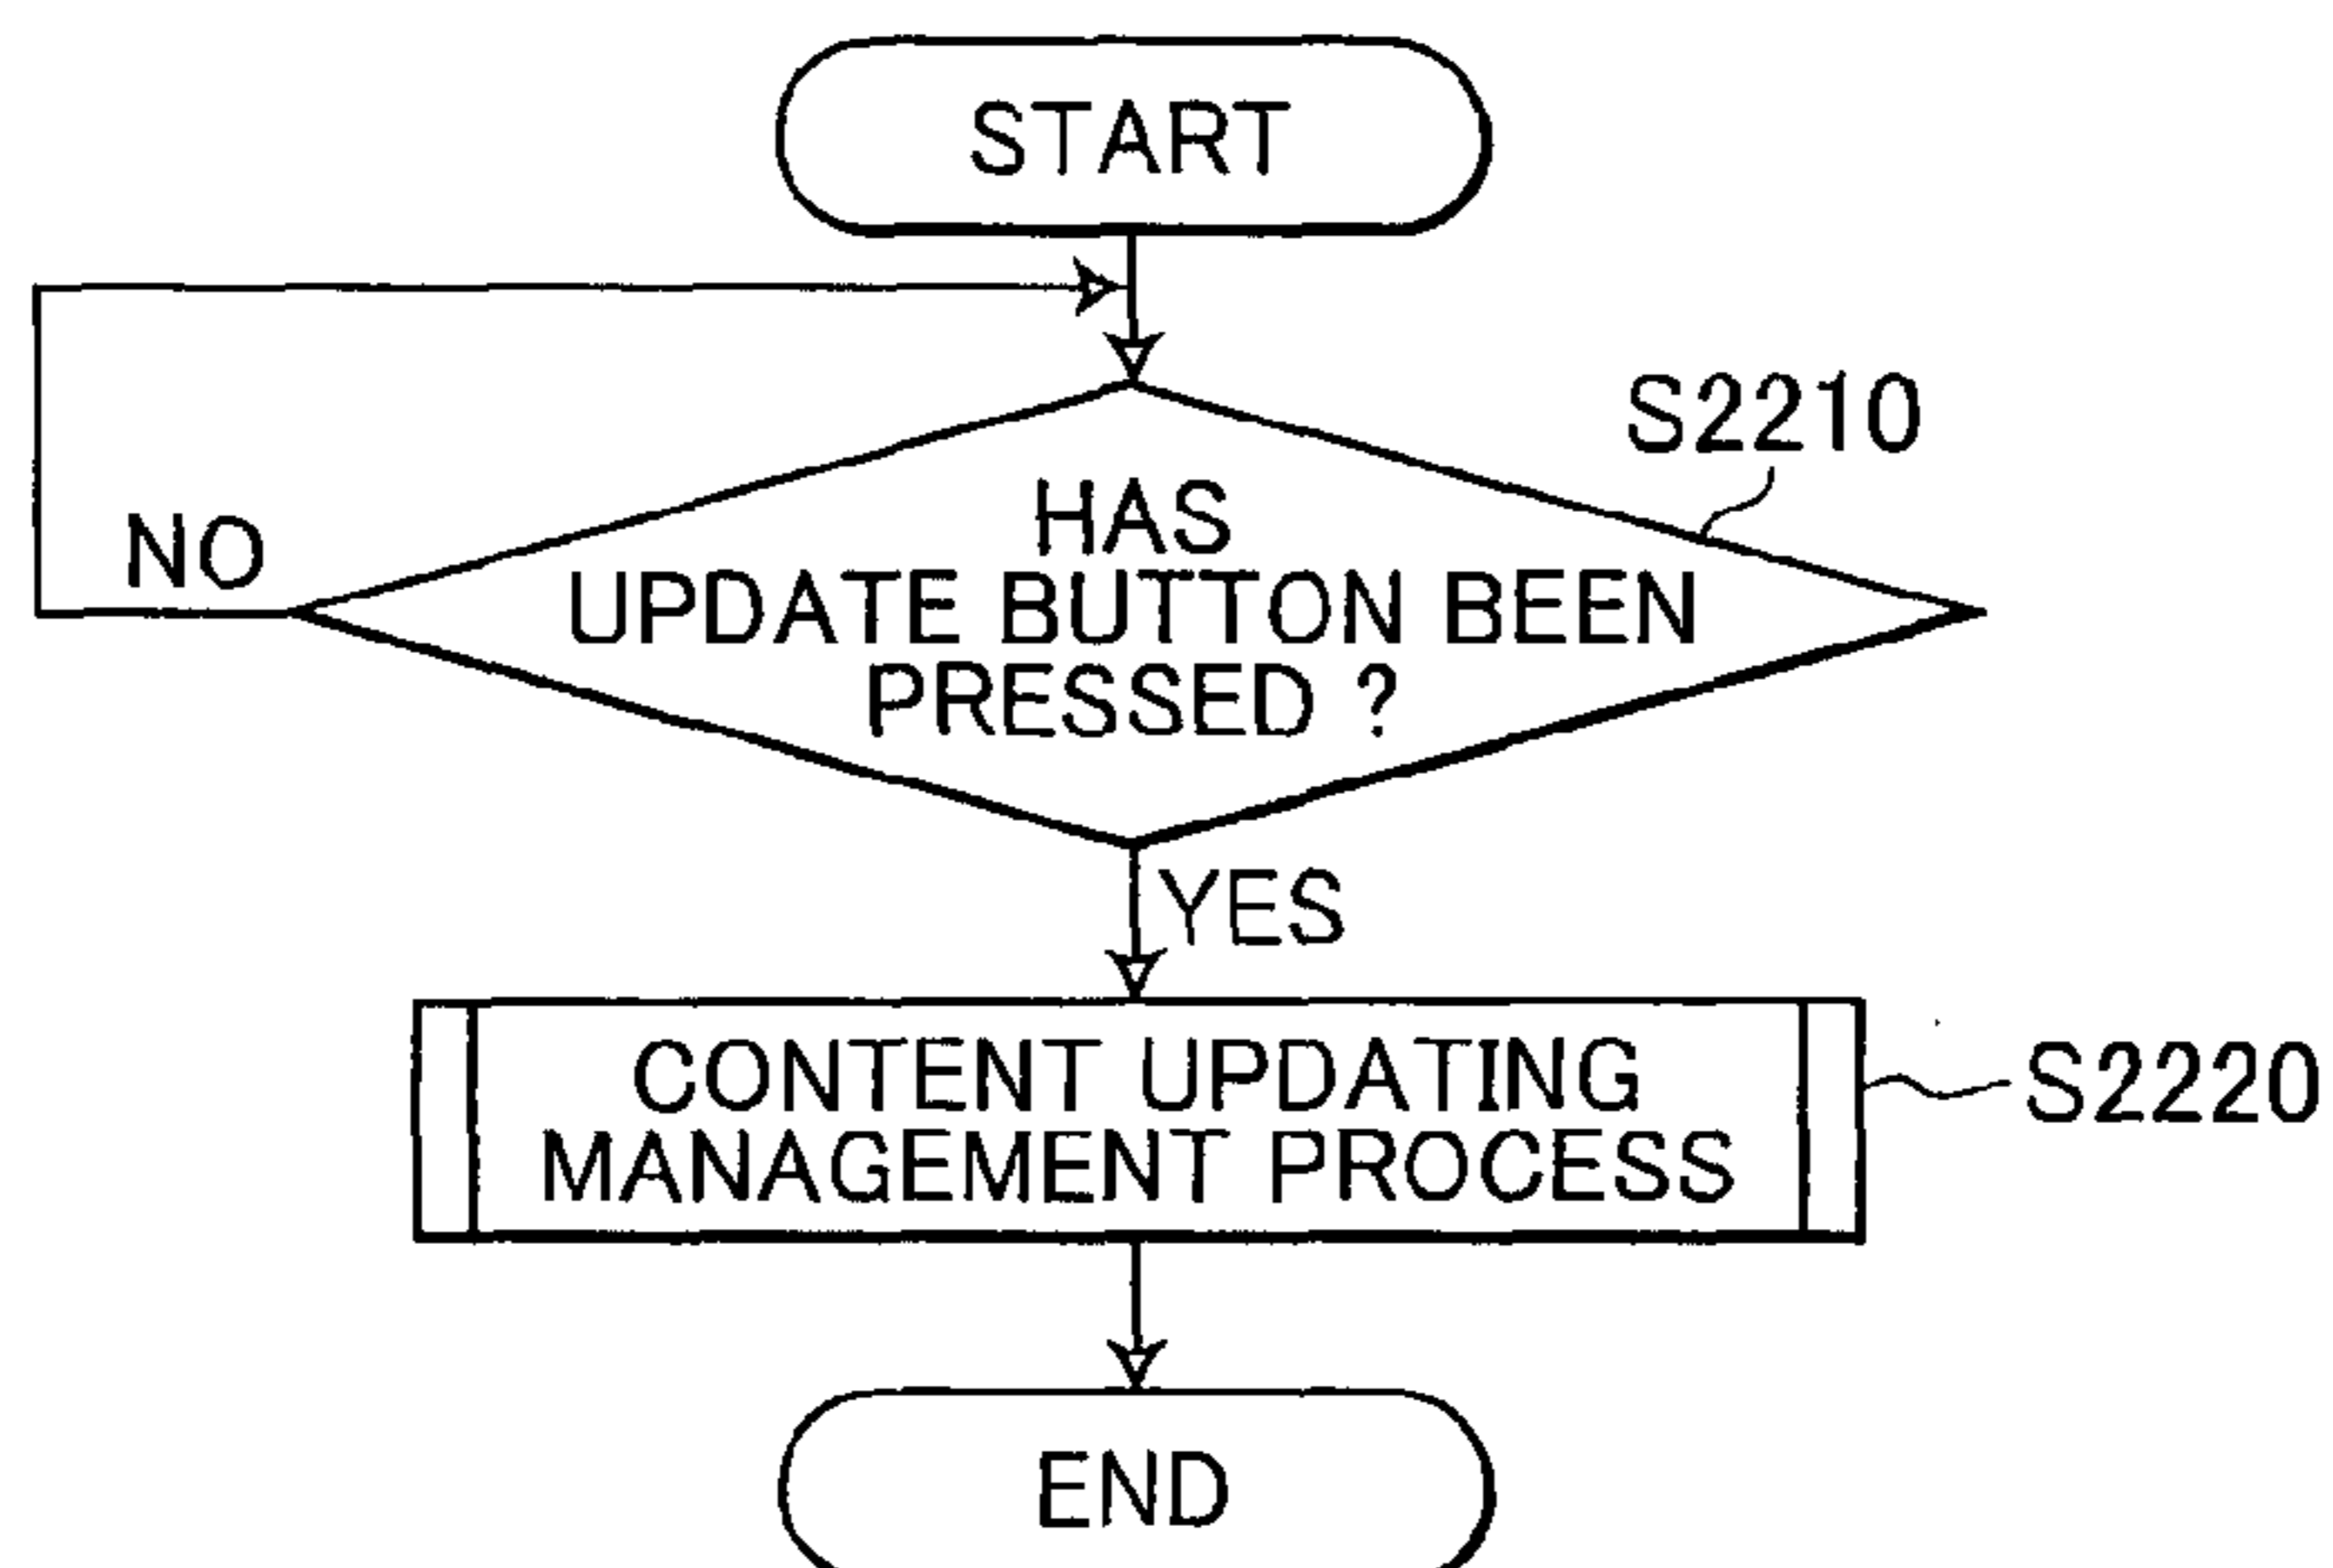 START
S2210
HAS
NO
UPDATE BUTTON BEEN
PRESSED ?
YES
CONTENT UPDATING
MANAGEMENT PROCESS
S2220
END